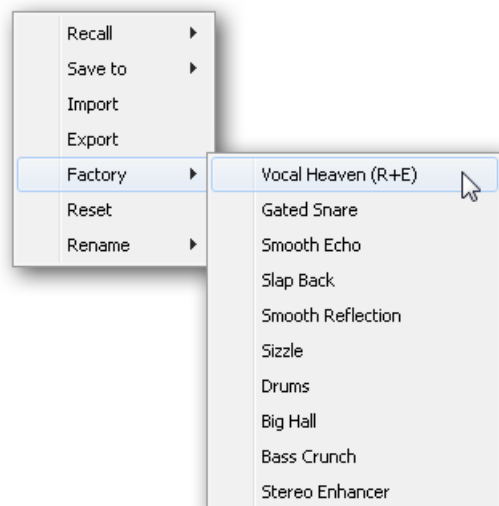 Recall
Save to
Import
Export
Factory
Reset
Rename
Vocal Heaven (R+E)
Gated Snare
Smooth Echo
Slap Back
Smooth Reflection
Sizzle
Drums
Big Hall
Bass Crunch
Stereo Enhancer